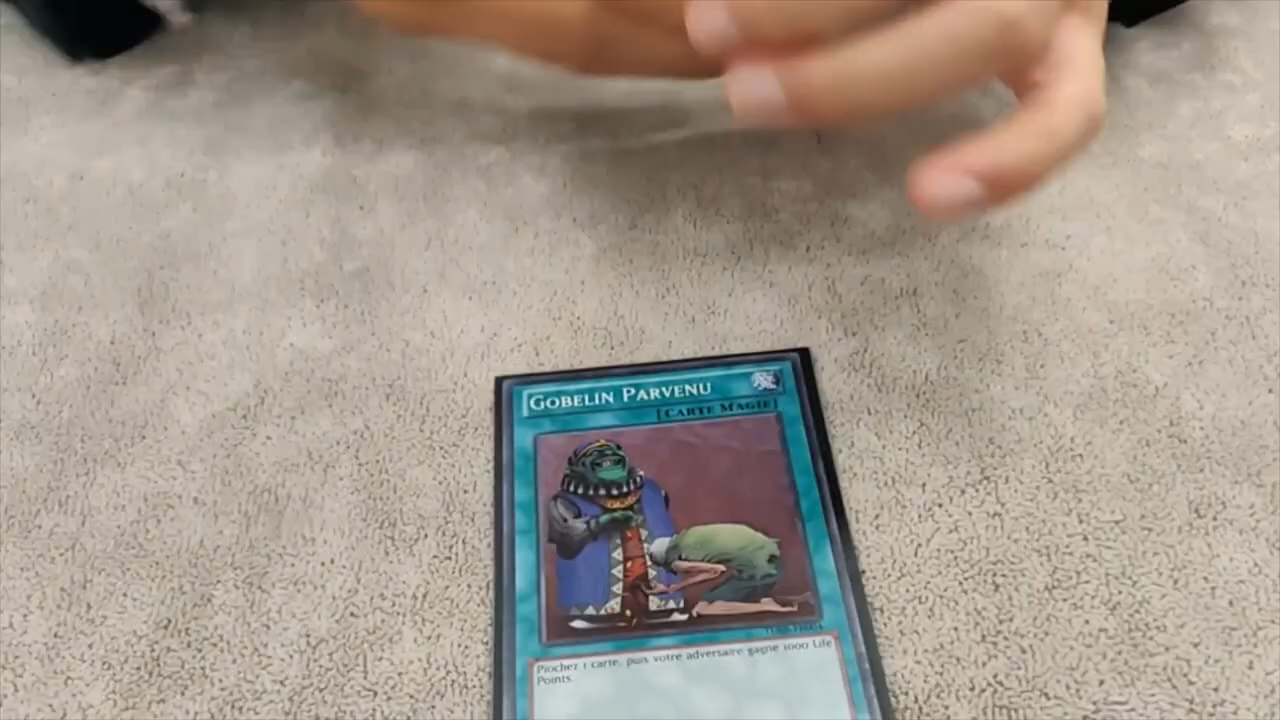 GOBELIN PARVENU
[CARTE MAGIE]
Piochez 1 carte, puis votre adversaire gagne 1000 Life
Points.